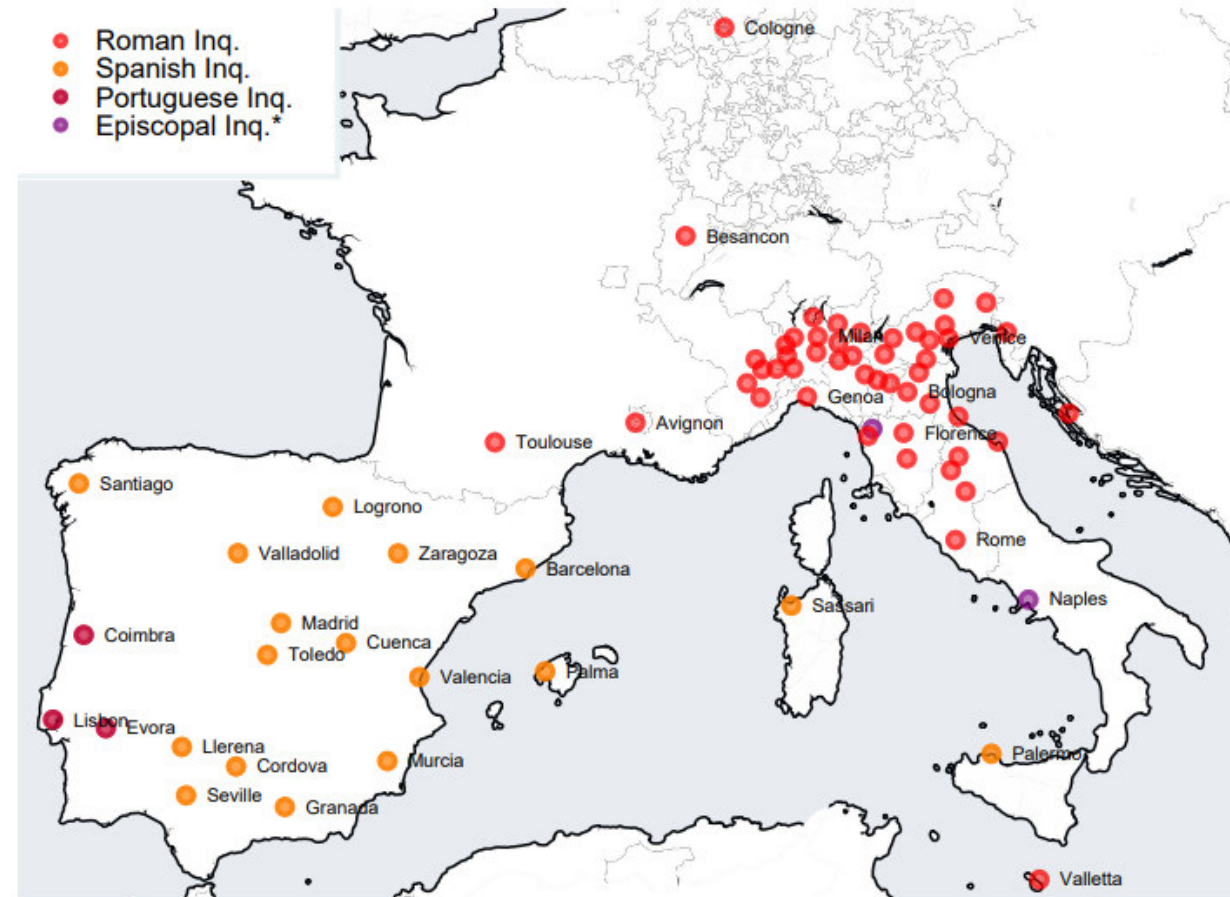 Roman Inq.
Spanish Inq.
Portuguese Inq.
Episcopal Inq.*
Cologne
Besancon
Milan
Venice
Genoa
Bologna
Avignon
Florence
Toulouse
Santiago
Logrono
Valladolid
Zaragoza
Rome
Barcelona
Naples
Sassari
Madrid
Coimbra
Cuenca
Toledo
Palma
Valencia
Lisbon
Evora
Llerena
Palermo
Murcia
Cordova
Seville
Granada
Valletta